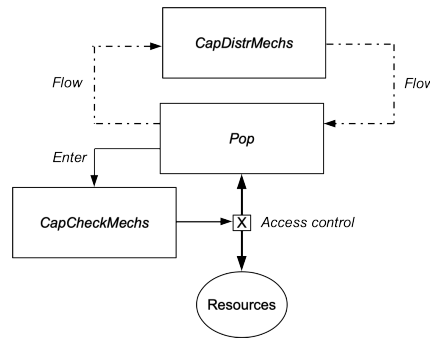 CapDistrMechs
Flow
Flow
Pop
Enter
CapCheckMechs
X
Access control
Resources